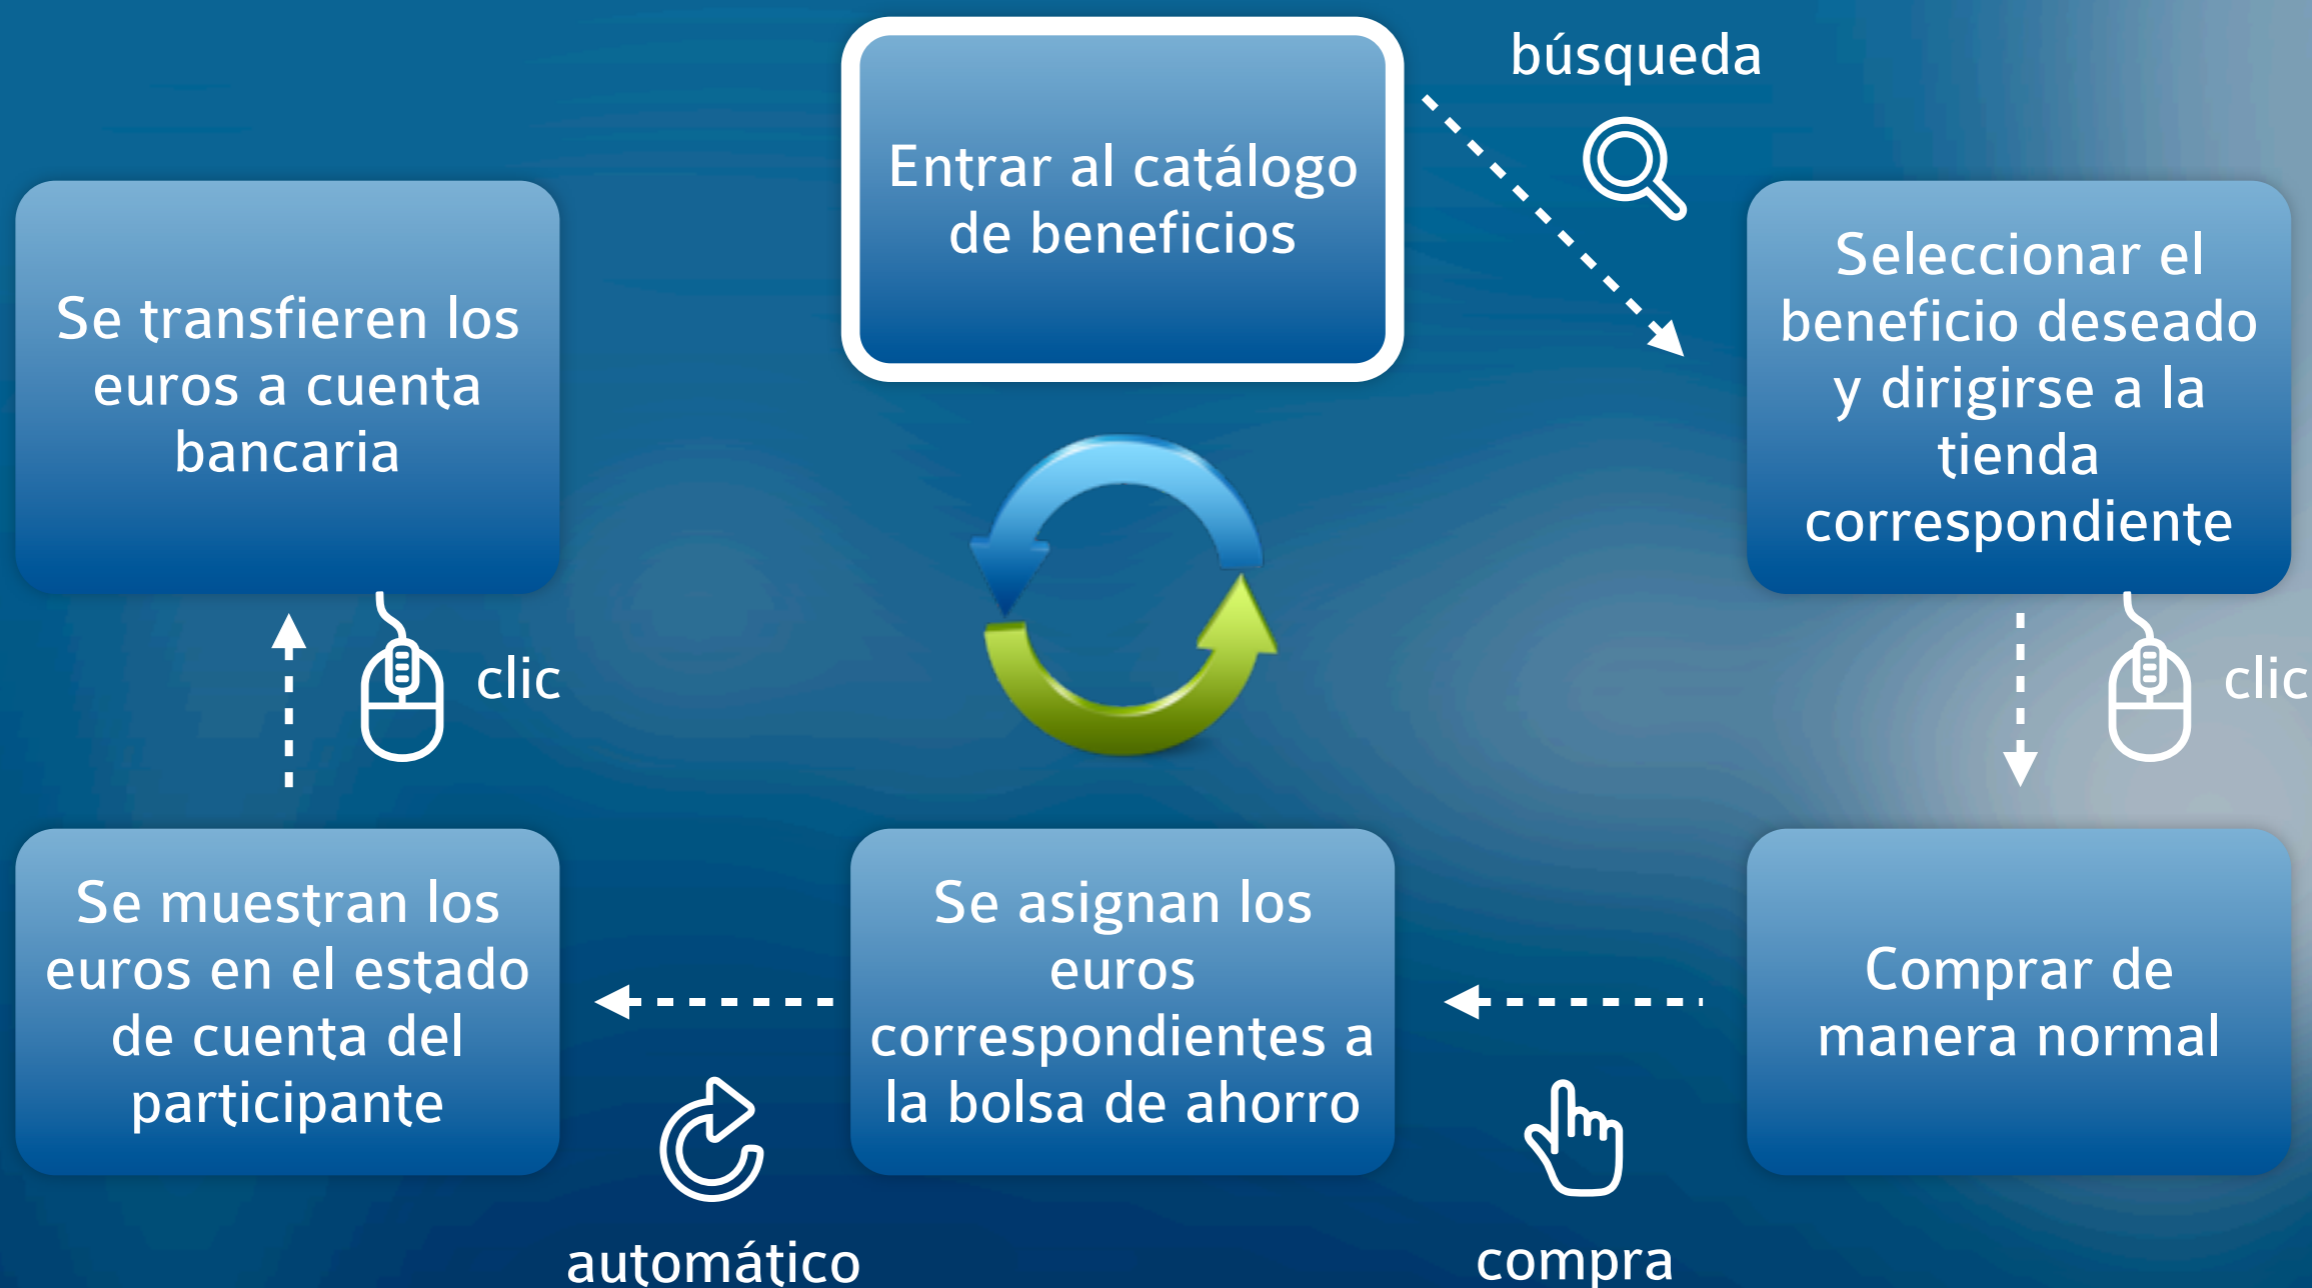 Entrar al catálogo
de beneficios
búsqueda
Seleccionar el
beneficio deseado
y dirigirse a la
tienda
correspondiente
clic
Comprar de
manera normal
compra
Se asignan los
euros
correspondientes a
la bolsa de ahorro
automático
Se muestran los
euros en el estado
de cuenta del
participante
clic
Se transfieren los
euros a cuenta
bancaria